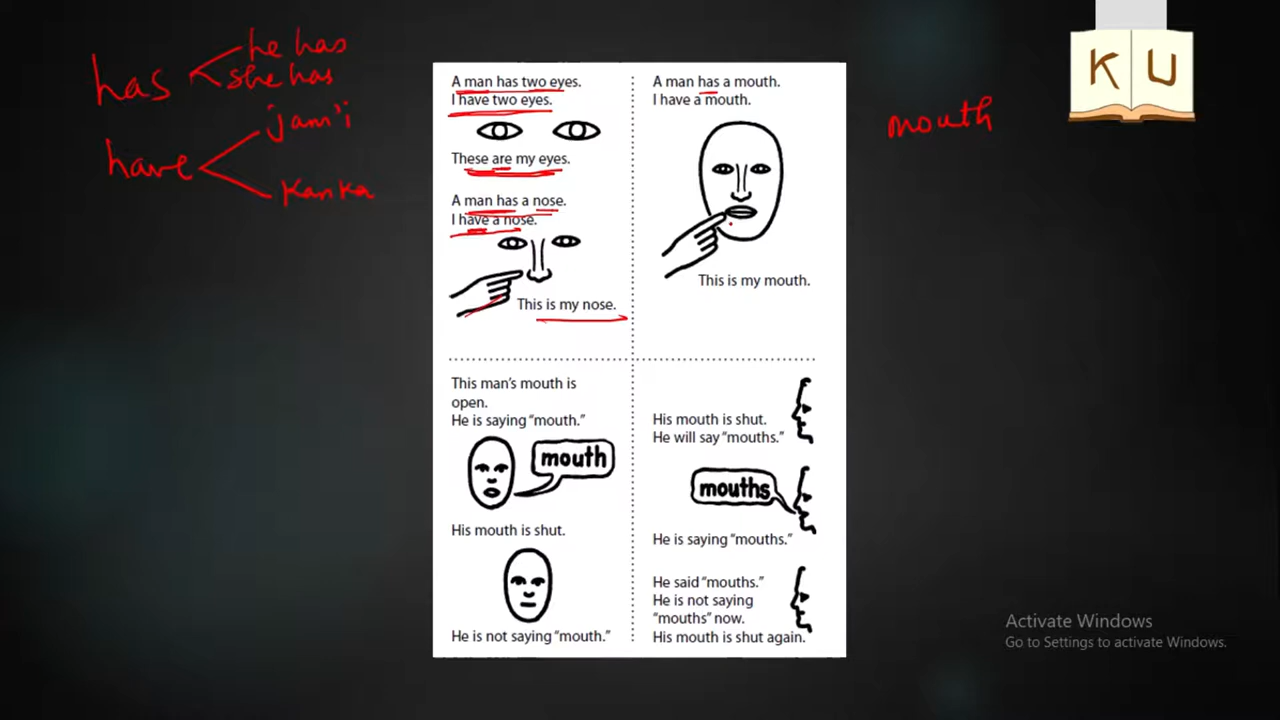 has
he has
she has
have
jam'i
Kanka
A man has two eyes.
I have two eyes.
These are my eyes.
A man has a nose.
I have a nose.
This is my nose.
A man has a mouth.
I have a mouth.
This is my mouth.
mouth
K U
This man's mouth is
open.
He is saying “mouth.”
mouth
His mouth is shut.
He is not saying “mouth.”
His mouth is shut.
He will say “mouths.”
mouths
He is saying “mouths.”
He said “mouths.”
He is not saying
“mouths” now.
His mouth is shut again.
Activate Windows
Go to Settings to activate Windows.